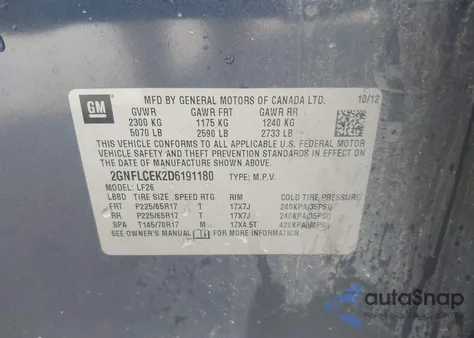 GM
MFD BY GENERAL MOTORS OF CANADA LTD. 10/12
GVWR GAWR FRT GAWR RR
2300 KG 1175 KG 1240 KG
5070 LB 2590 LB 2733 LB
THIS VEHICLE CONFORMS TO ALL APPLICABLE U.S. FEDERAL MOTOR
VEHICLE SAFETY, BUMPER, AND THEFT PREVENTION STANDARDS IN
EFFECT ON THE DATE OF MANUFACTURE SHOWN ABOVE.
2GNFLCEK2D6191180 TYPE: M.P.V.
MODEL: LF26
LBBD TIRE SIZE SPEED RTG RIM COLD TIRE PRESSURE
FRT P225/65R17 T 17X7J 240KPA(35PSI)
RR P225/65R17 T 17X7J 240KPA(35PSI)
SPA T145/70R17 M 17X4.5T 420KPA(60PSI)
SEE OWNER'S MANUAL FOR MORE INFORMATION
autoSnap